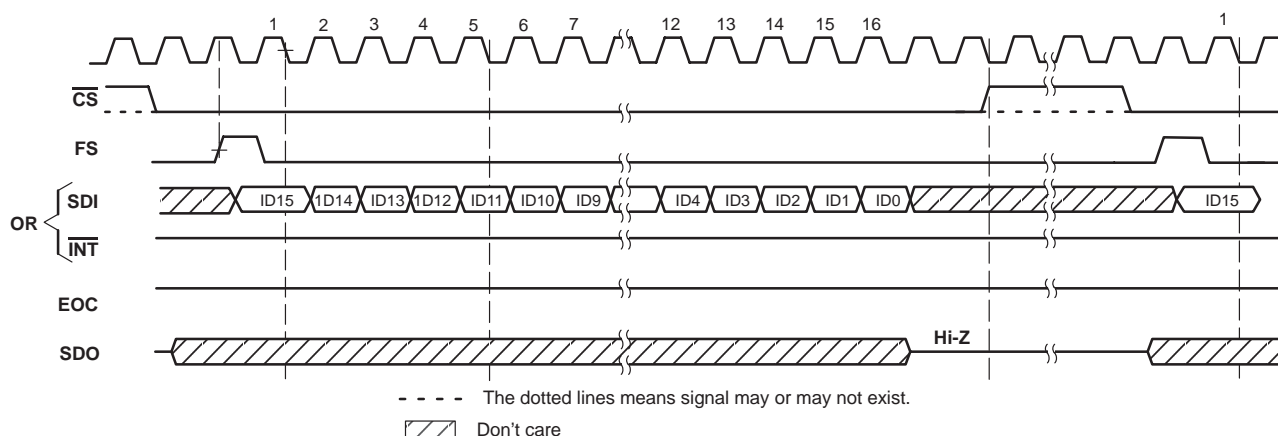 1 2 3 4 5 6 7 12 13 14 15 16 1
CS
FS
OR
SDI ID15 1D14 ID13 1D12 ID11 ID10 ID9 ID4 ID3 ID2 ID1 ID0 ID15
INT
EOC
SDO Hi-Z
The dotted lines means signal may or may not exist.
Don't care